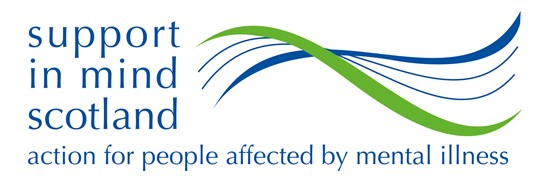 support
in mind
scotland
action for people affected by mental illness